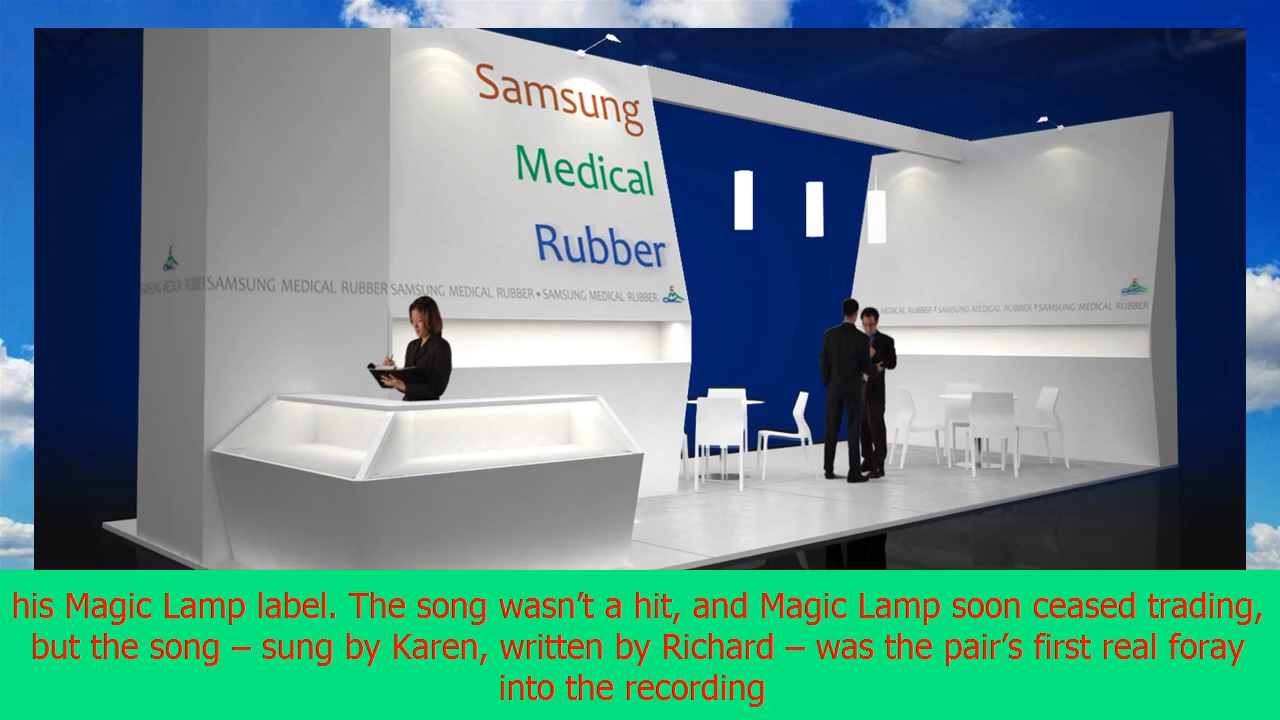 Samsung
Medical
Rubber
SAMSUNG MEDICAL RUBBER SAMSUNG MEDICAL RUBBER SAMSUNG MEDICAL RUBBER • SAMSUNG MEDICAL RUBBER
MEDICAL RUBBER SAMSUNG MEDICAL RUBBER SAMSUNG MEDICAL RUBBER
his Magic Lamp label. The song wasn’t a hit, and Magic Lamp soon ceased trading,
but the song – sung by Karen, written by Richard – was the pair’s first real foray
into the recording